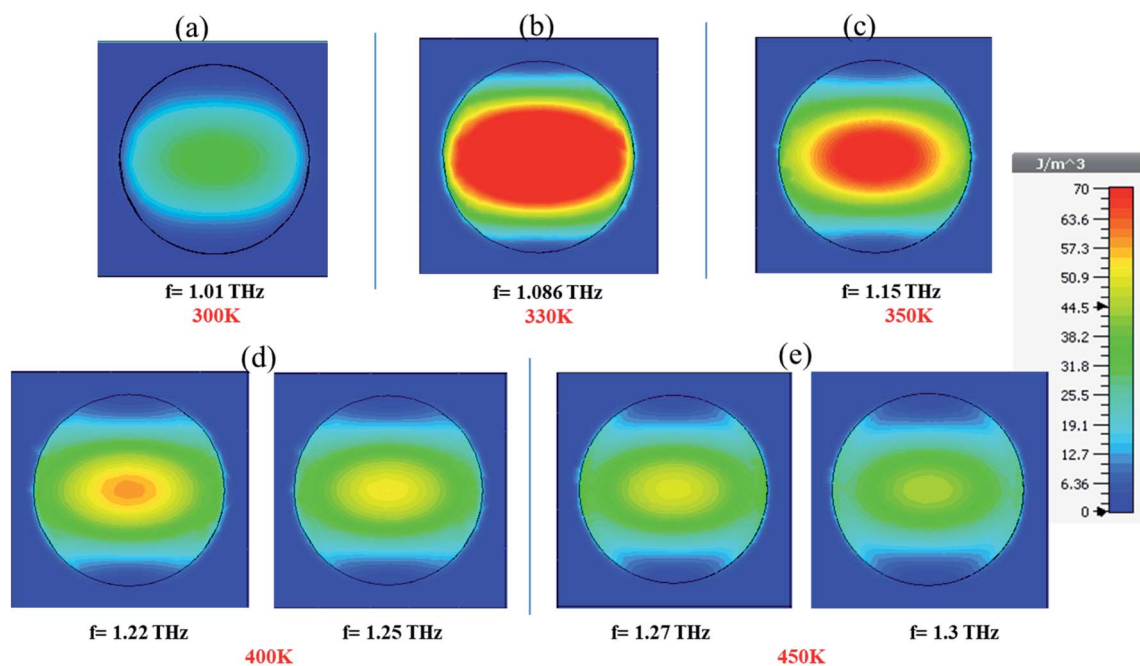 (a)
(b)
(c)
f= 1.01 THz
300K
f= 1.086 THz
330K
f= 1.15 THz
350K
J/m^3
70
63.6
57.3
50.9
44.5
38.2
31.8
25.5
19.1
12.7
6.36
0
(d)
(e)
f= 1.22 THz
f= 1.25 THz
f= 1.27 THz
f= 1.3 THz
400K
450K